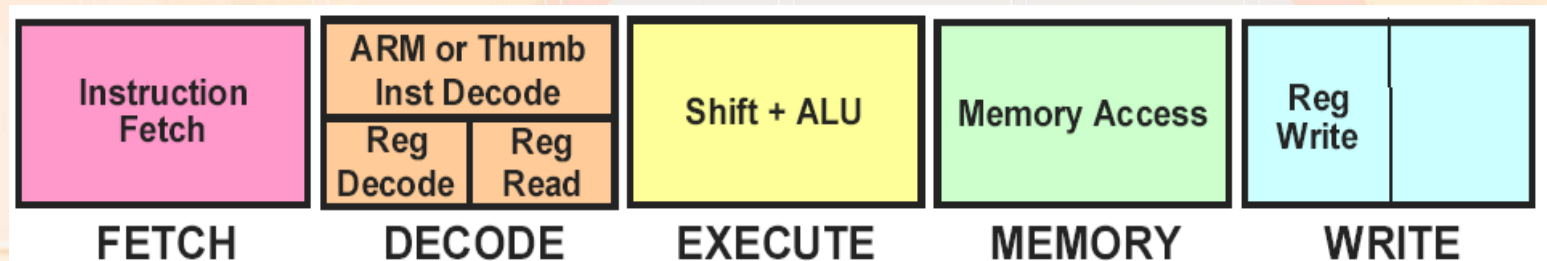 Instruction
Fetch
ARM or Thumb
Inst Decode
Reg
Decode
Reg
Read
Shift + ALU
Memory Access
Reg
Write
FETCH
DECODE
EXECUTE
MEMORY
WRITE